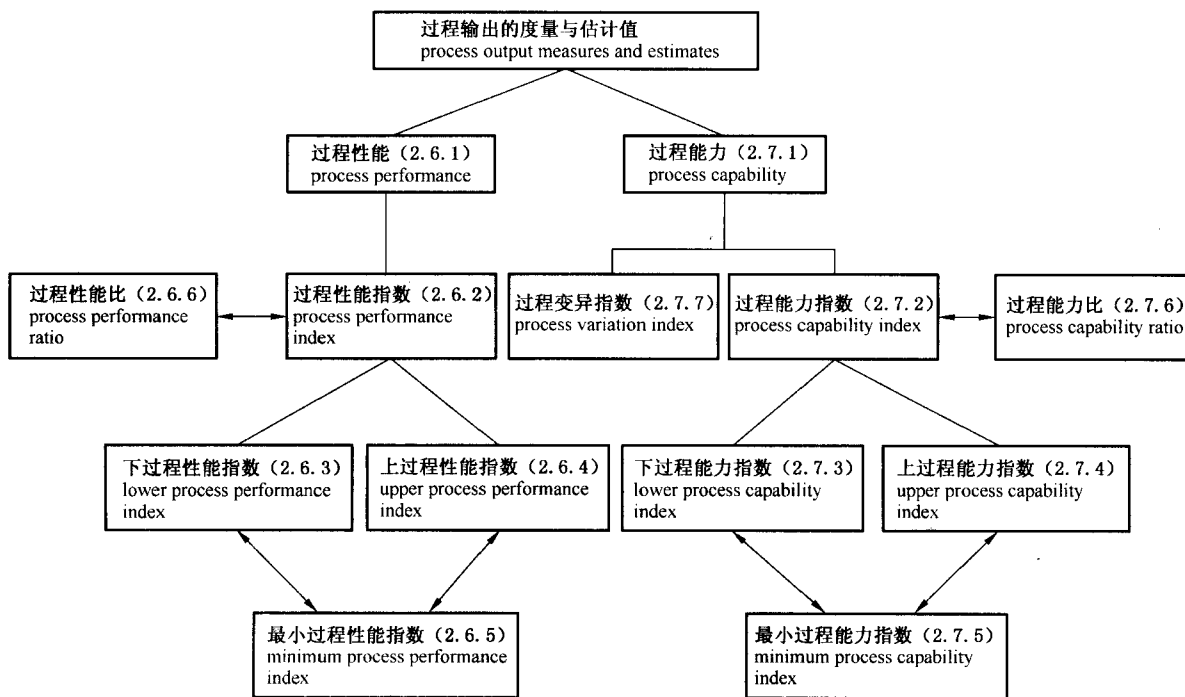 过程输出的度量与估计值
process output measures and estimates
过程性能（2.6.1）
process performance
过程能力（2.7.1）
process capability
过程性能比（2.6.6）
process performance
ratio
过程性能指数（2.6.2）
process performance
index
过程变异指数（2.7.7）
process variation index
过程能力指数（2.7.2）
process capability index
过程能力比（2.7.6）
process capability ratio
下过程性能指数（2.6.3）
lower process performance
index
上过程性能指数（2.6.4）
upper process performance
index
下过程能力指数（2.7.3）
lower process capability
index
上过程能力指数（2.7.4）
upper process capability
index
最小过程性能指数（2.6.5）
minimum process performance
index
最小过程能力指数（2.7.5）
minimum process capability
index